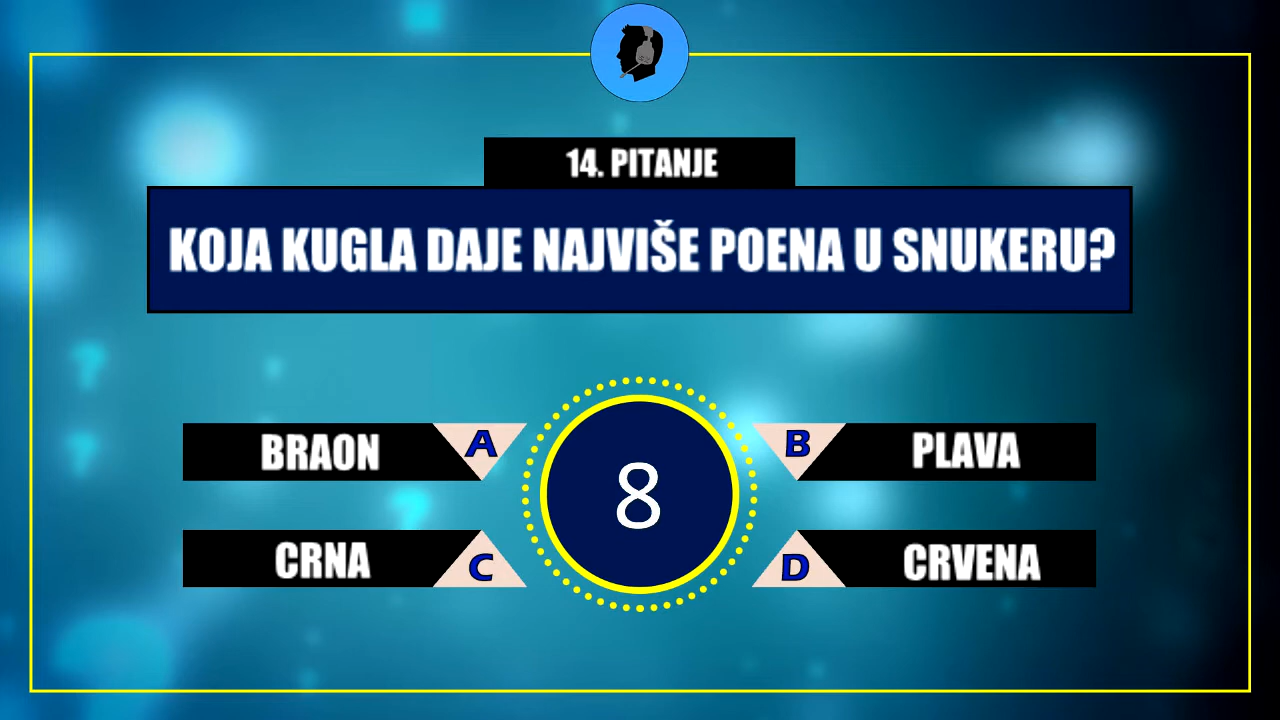 14. PITANJE
KOJA KUGLA DAJE NAJVIŠE POENA U SNUKERU?
BRAON A
B PLAVA
8
CRNA C
D CRVENA